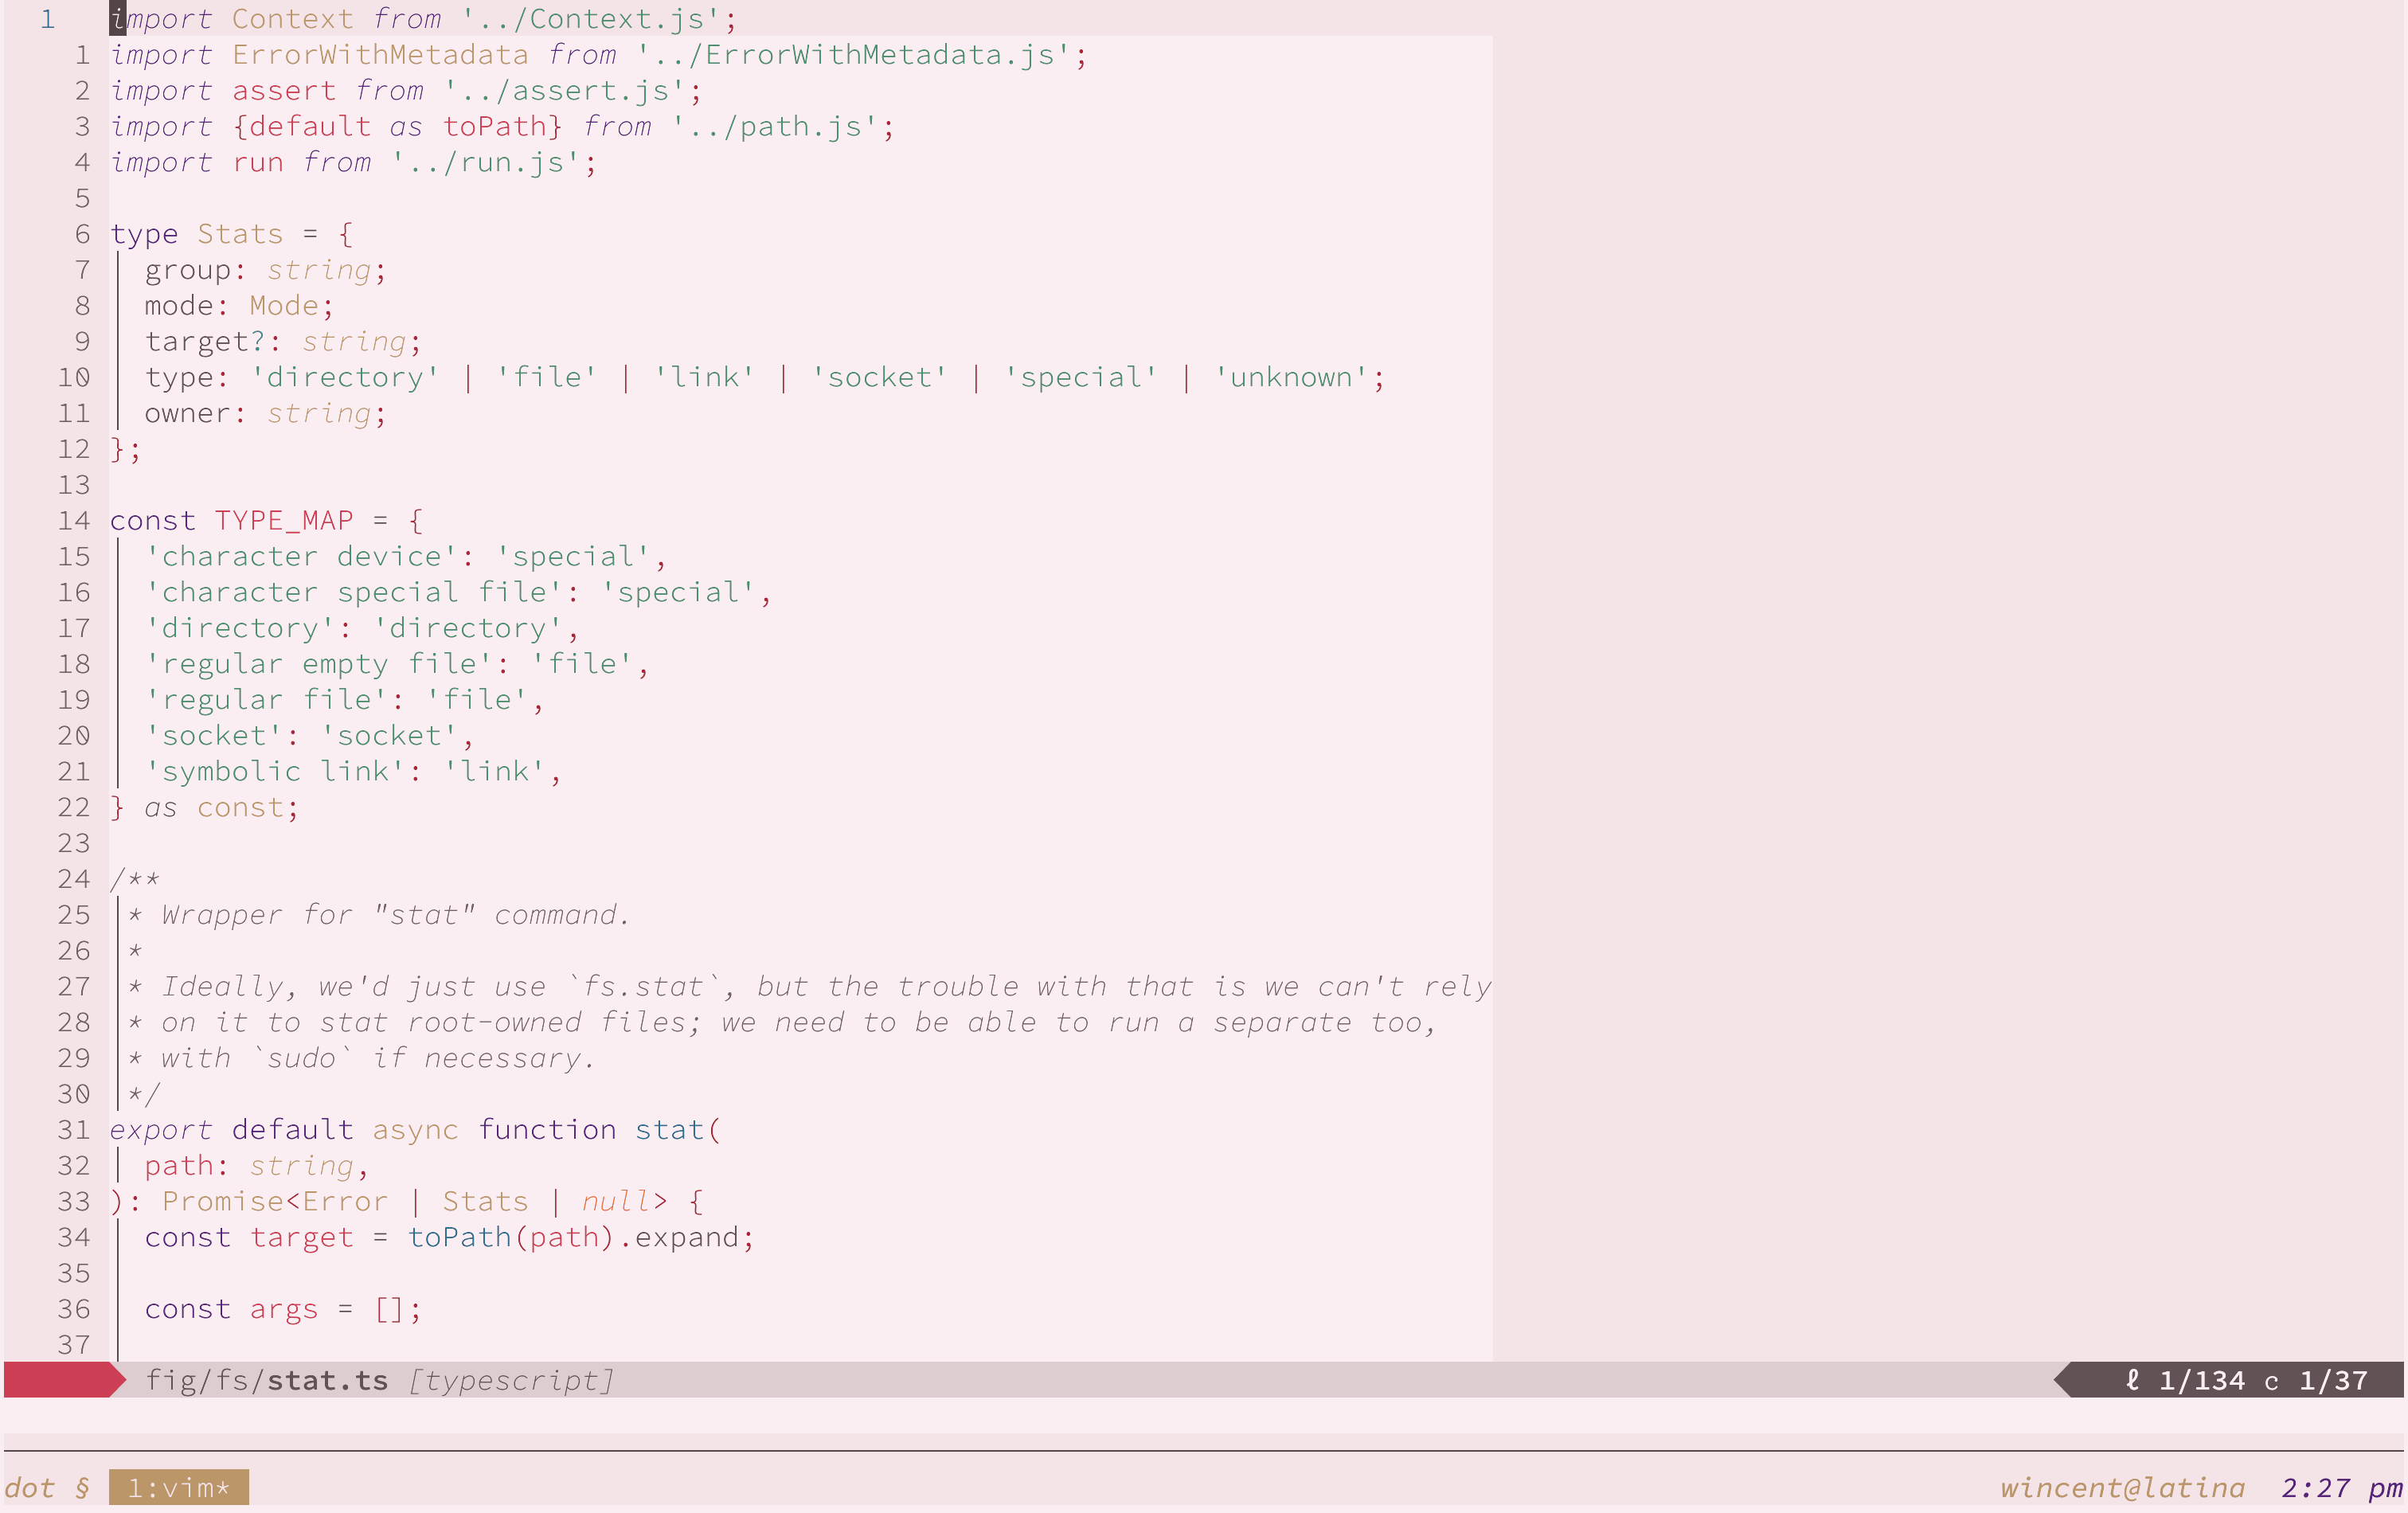 1 import Context from '../Context.js';
1 import ErrorWithMetadata from '../ErrorWithMetadata.js';
2 import assert from '../assert.js';
3 import {default as toPath} from '../path.js';
4 import run from '../run.js';
5
6 type Stats = {
7 group: string;
8 mode: Mode;
9 target?: string;
10 type: 'directory' | 'file' | 'link' | 'socket' | 'special' | 'unknown';
11 owner: string;
12 };
13
14 const TYPE_MAP = {
15 'character device': 'special',
16 'character special file': 'special',
17 'directory': 'directory',
18 'regular empty file': 'file',
19 'regular file': 'file',
20 'socket': 'socket',
21 'symbolic link': 'link',
22 } as const;
23
24 /**
25 * Wrapper for "stat" command.
26 *
27 * Ideally, we'd just use `fs.stat`, but the trouble with that is we can't rely
28 * on it to stat root-owned files; we need to be able to run a separate too,
29 * with `sudo` if necessary.
30 */
31 export default async function stat(
32 path: string,
33 ): Promise<Error | Stats | null> {
34 const target = toPath(path).expand;
35
36 const args = [];
37
fig/fs/stat.ts [typescript] ℓ 1/134 c 1/37
dot § 1:vim* wincent@latina 2:27 pm